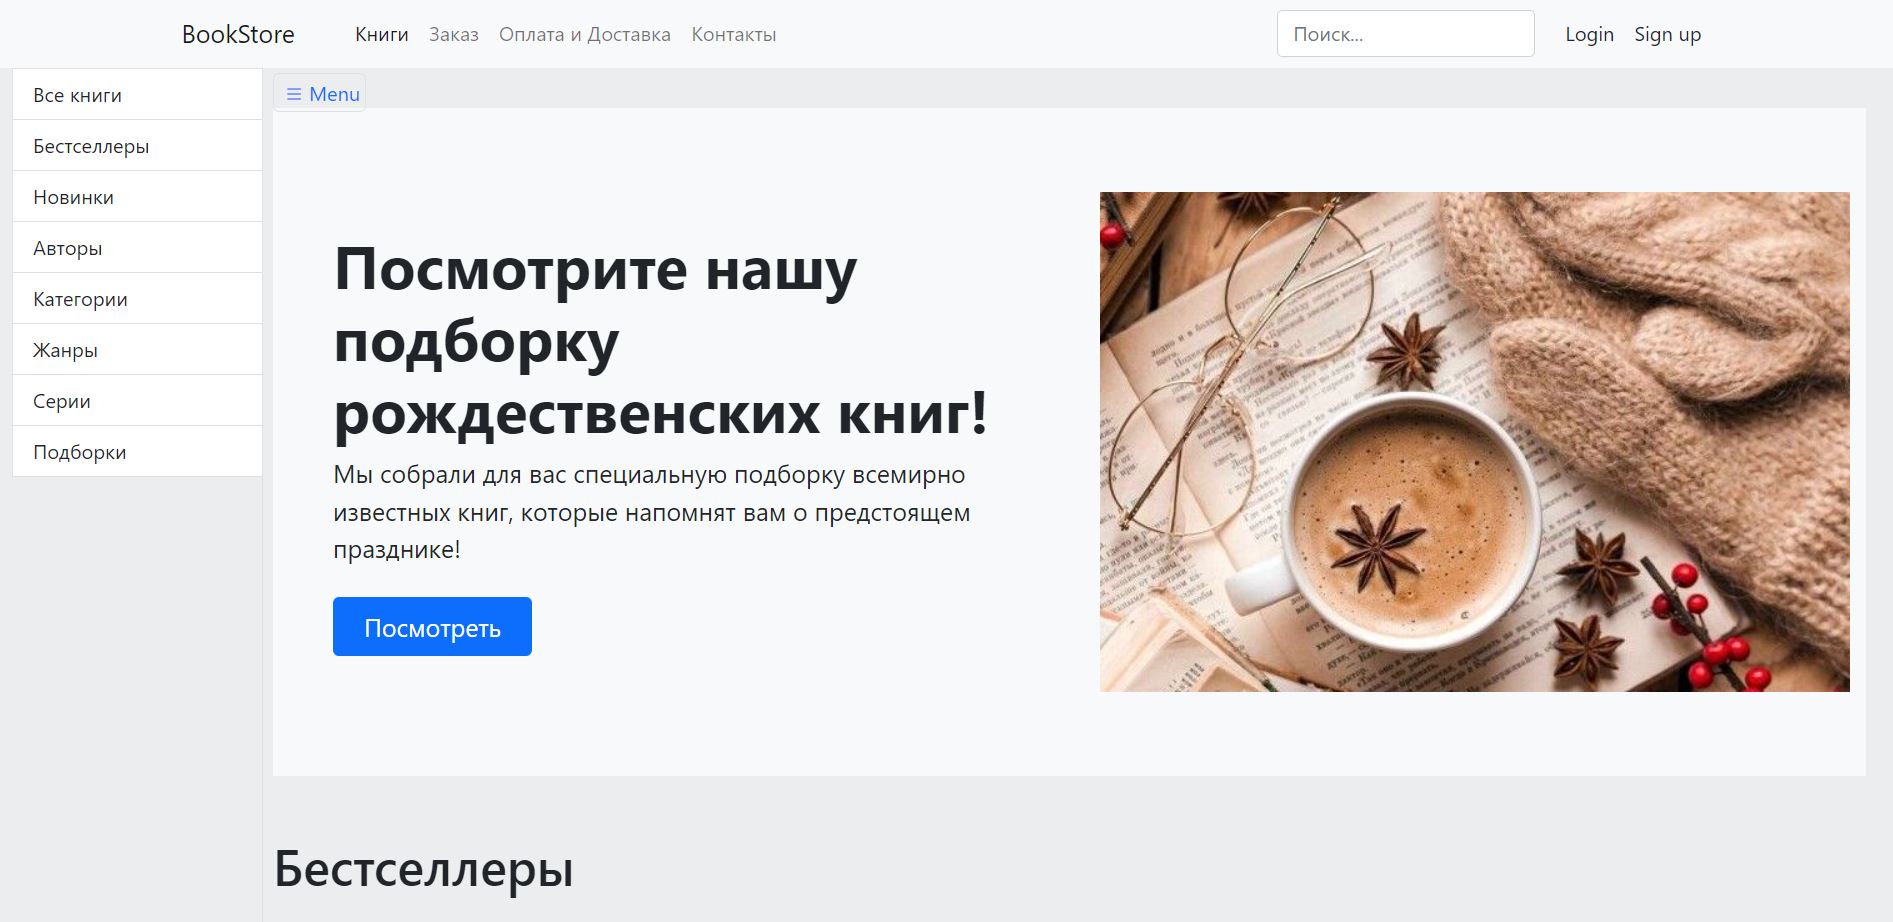 BookStore
Книги
Заказ
Оплата и Доставка
Контакты
Поиск...
Login
Sign up
Все книги
Бестселлеры
Новинки
Авторы
Категории
Жанры
Серии
Подборки
Menu
Посмотрите нашу
подборку
рождественских книг!
Мы собрали для вас специальную подборку всемирно
известных книг, которые напомнят вам о предстоящем
празднике!
Посмотреть
Бестселлеры